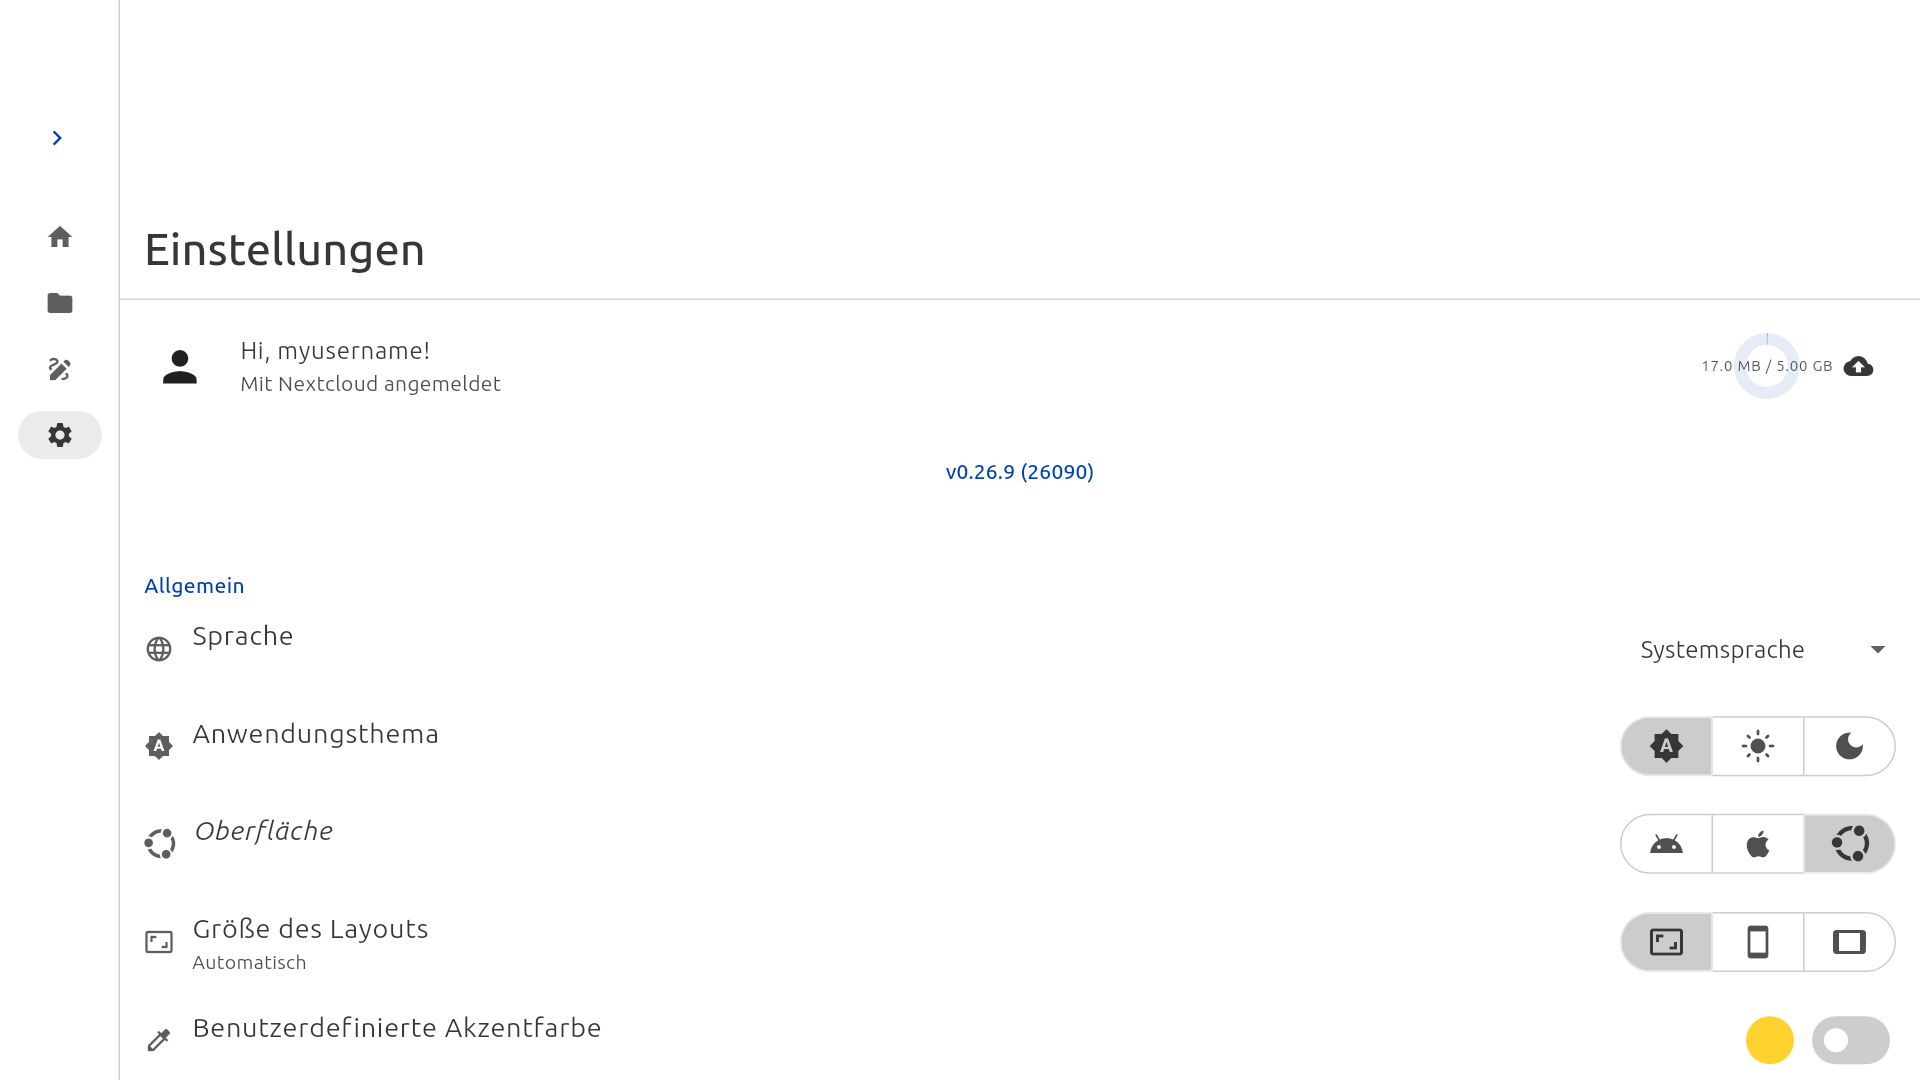 Einstellungen
Hi, myusername!
Mit Nextcloud angemeldet
17.0 MB / 5.00 GB
v0.26.9 (26090)
Allgemein
Sprache
Systemsprache
Anwendungsthema
Oberfläche
Größe des Layouts
Automatisch
Benutzerdefinierte Akzentfarbe